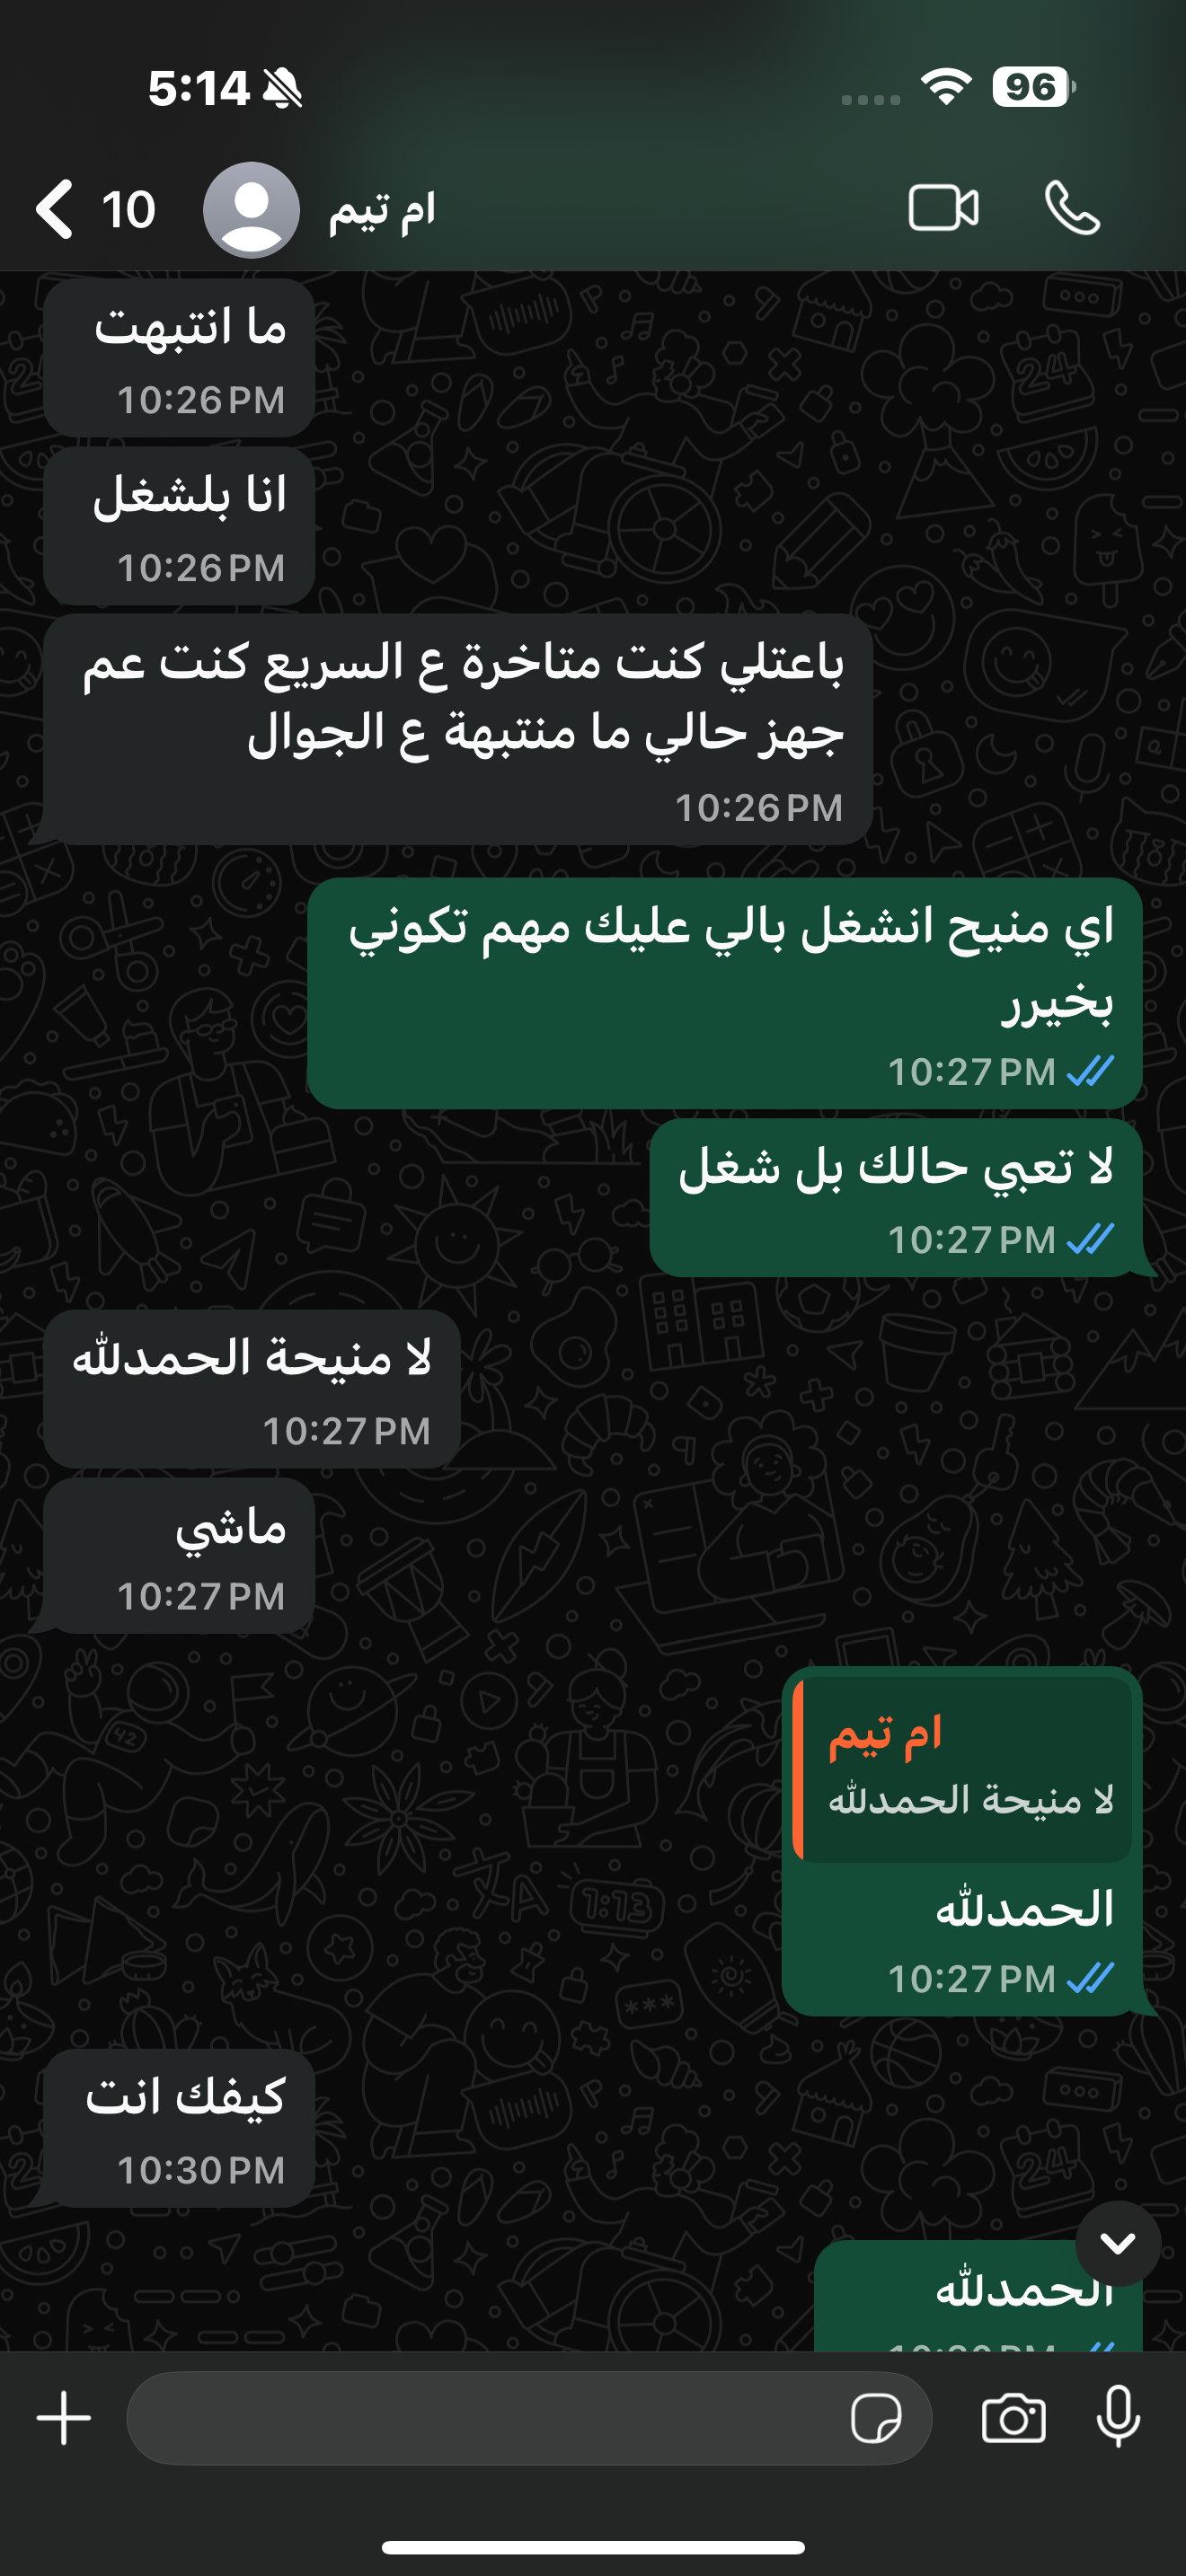 5:14
96
10
ام تيم
ما انتبهت
10:26 PM
انا بلشغل
10:26 PM
باعتلي كنت متاخرة ع السريع كنت عم
جهز حالي ما منتبهة ع الجوال
10:26 PM
اي منيح انشغل بالي عليك مهم تكوني
بخيرر
10:27 PM
لا تعبي حالك بل شغل
10:27 PM
لا منيحة الحمدلله
10:27 PM
ماشي
10:27 PM
ام تيم
لا منيحة الحمدلله
الحمدلله
10:27 PM
كيفك انت
10:30 PM
الحمدلله